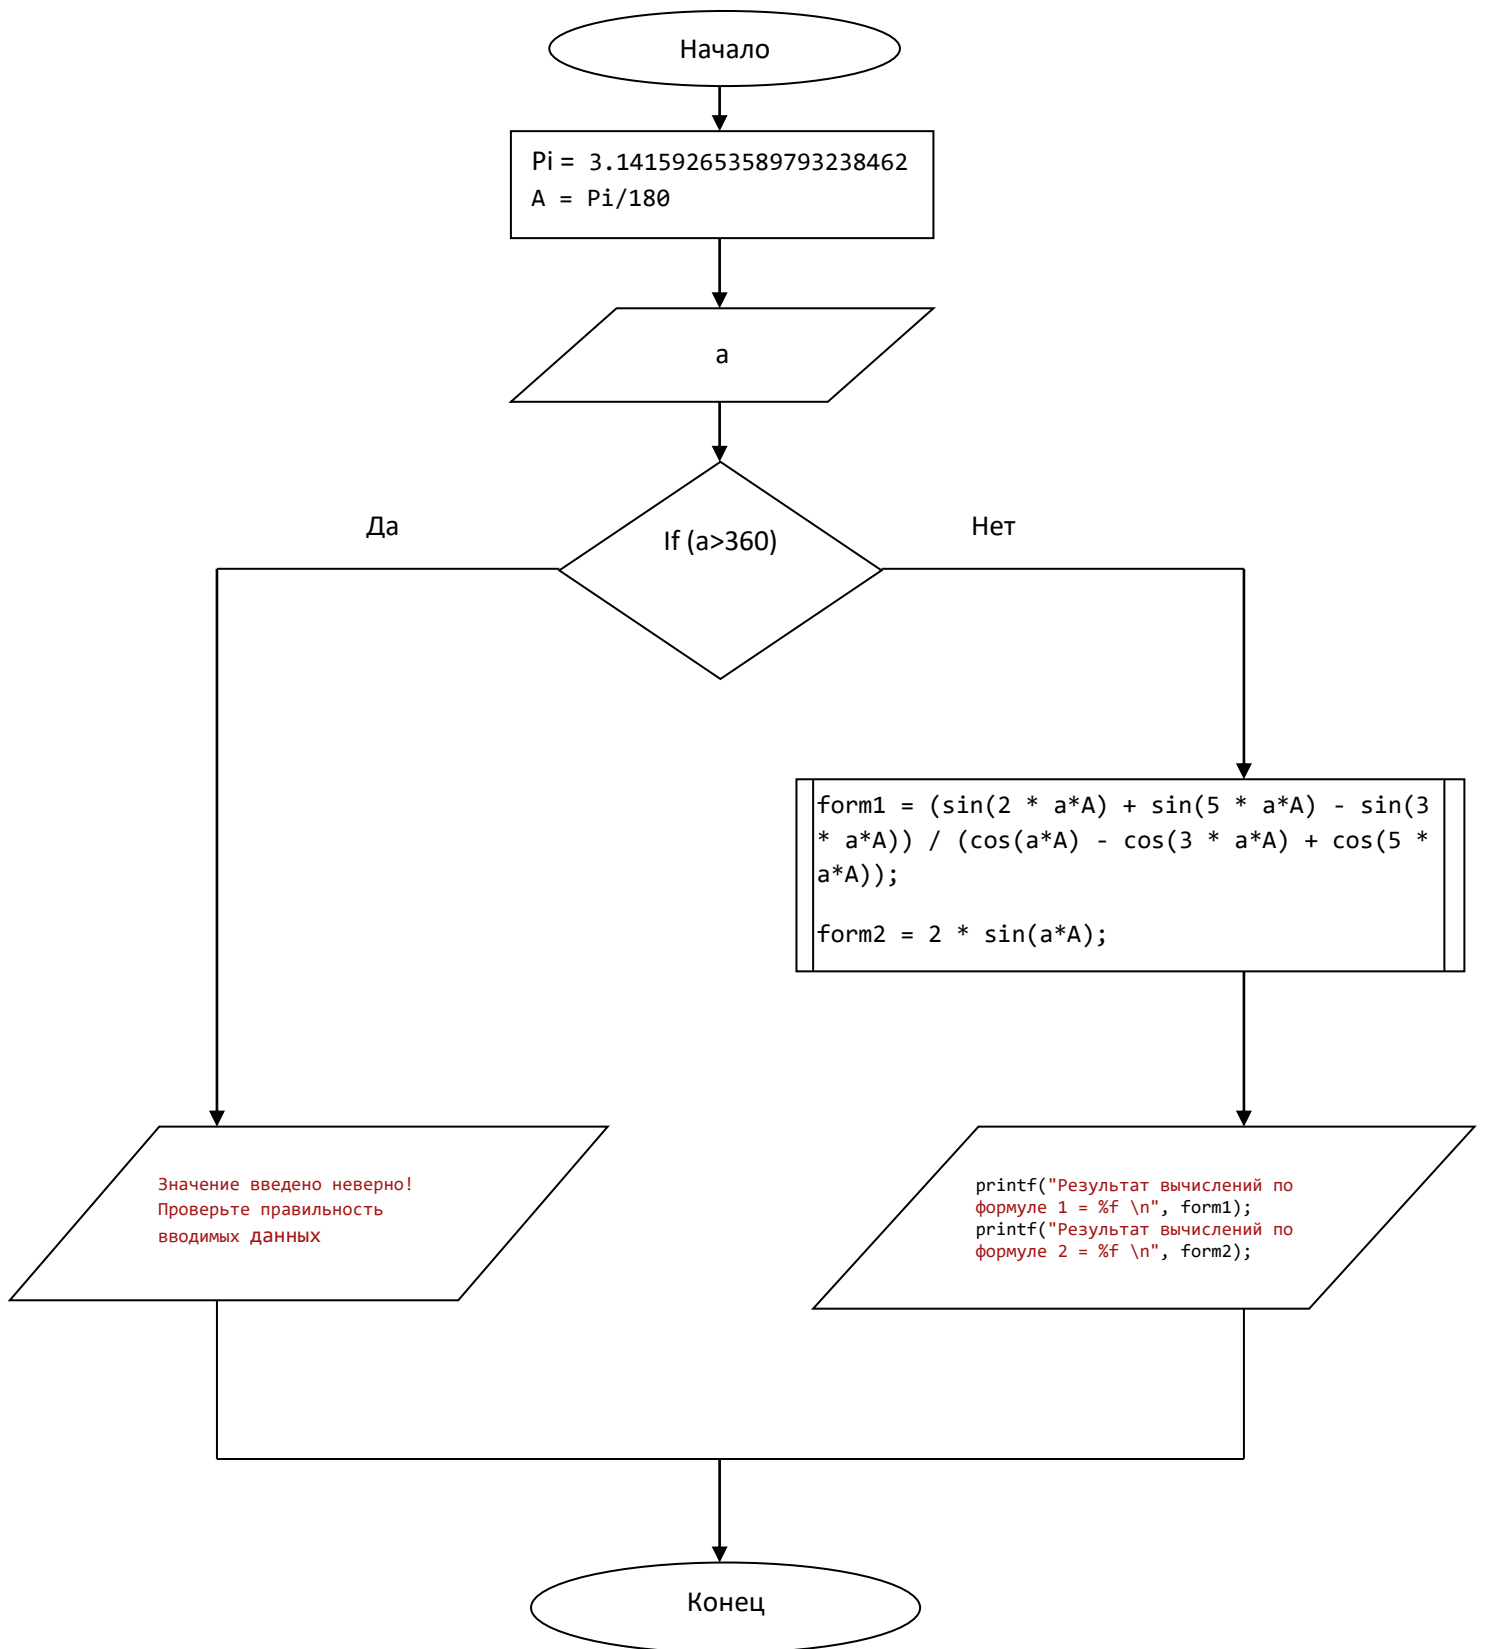 Начало
Pi = 3.141592653589793238462
A = Pi/180
a
Да
If (a>360)
Нет
form1 = (sin(2 * a*A) + sin(5 * a*A) - sin(3
* a*A)) / (cos(a*A) - cos(3 * a*A) + cos(5 *
a*A));
form2 = 2 * sin(a*A);
Значение введено неверно!
Проверьте правильность
вводимых данных
printf("Результат вычислений по
формуле 1 = %f \n", form1);
printf("Результат вычислений по
формуле 2 = %f \n", form2);
Конец